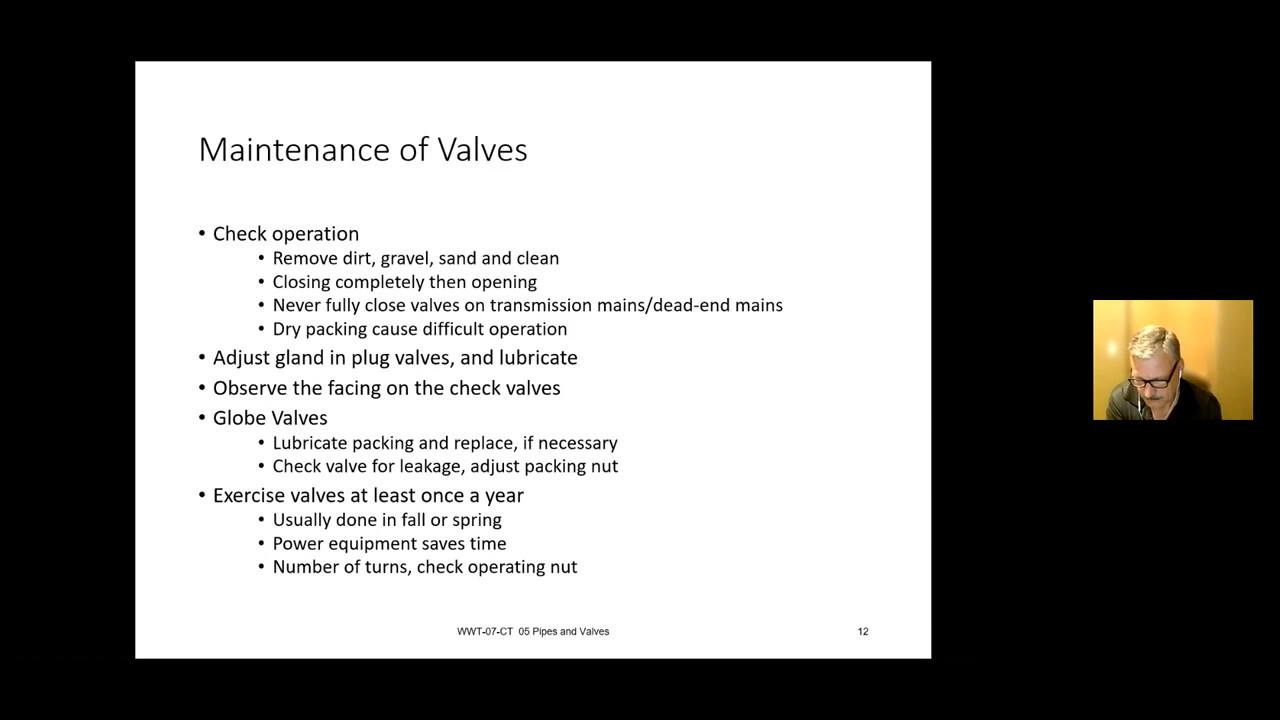 Maintenance of Valves
• Check operation
• Remove dirt, gravel, sand and clean
• Closing completely then opening
• Never fully close valves on transmission mains/dead-end mains
• Dry packing cause difficult operation
• Adjust gland in plug valves, and lubricate
• Observe the facing on the check valves
• Globe Valves
• Lubricate packing and replace, if necessary
• Check valve for leakage, adjust packing nut
• Exercise valves at least once a year
• Usually done in fall or spring
• Power equipment saves time
• Number of turns, check operating nut
WWT-07-CT 05 Pipes and Valves
12